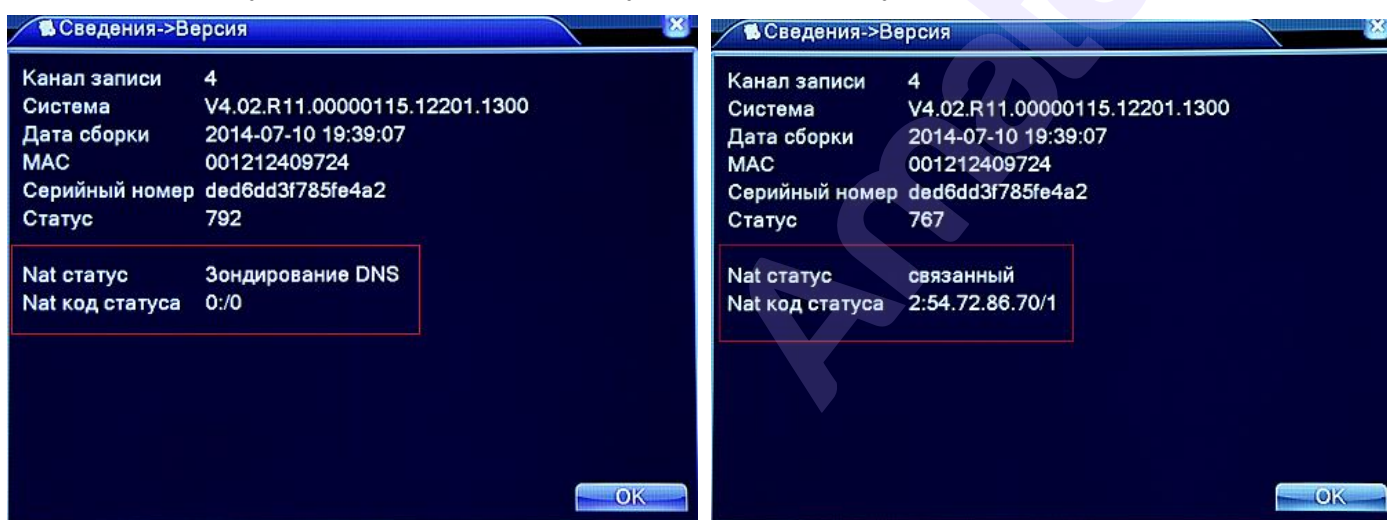 Сведения->Версия
Канал записи 4
Система V4.02.R11.00000115.12201.1300
Дата сборки 2014-07-10 19:39:07
MAC 001212409724
Серийный номер ded6dd3f785fe4a2
Статус 792
Nat статус Зондирование DNS
Nat код статуса 0:/0
OK
Сведения->Версия
Канал записи 4
Система V4.02.R11.00000115.12201.1300
Дата сборки 2014-07-10 19:39:07
MAC 001212409724
Серийный номер ded6dd3f785fe4a2
Статус 767
Nat статус связанный
Nat код статуса 2:54.72.86.70/1
OK